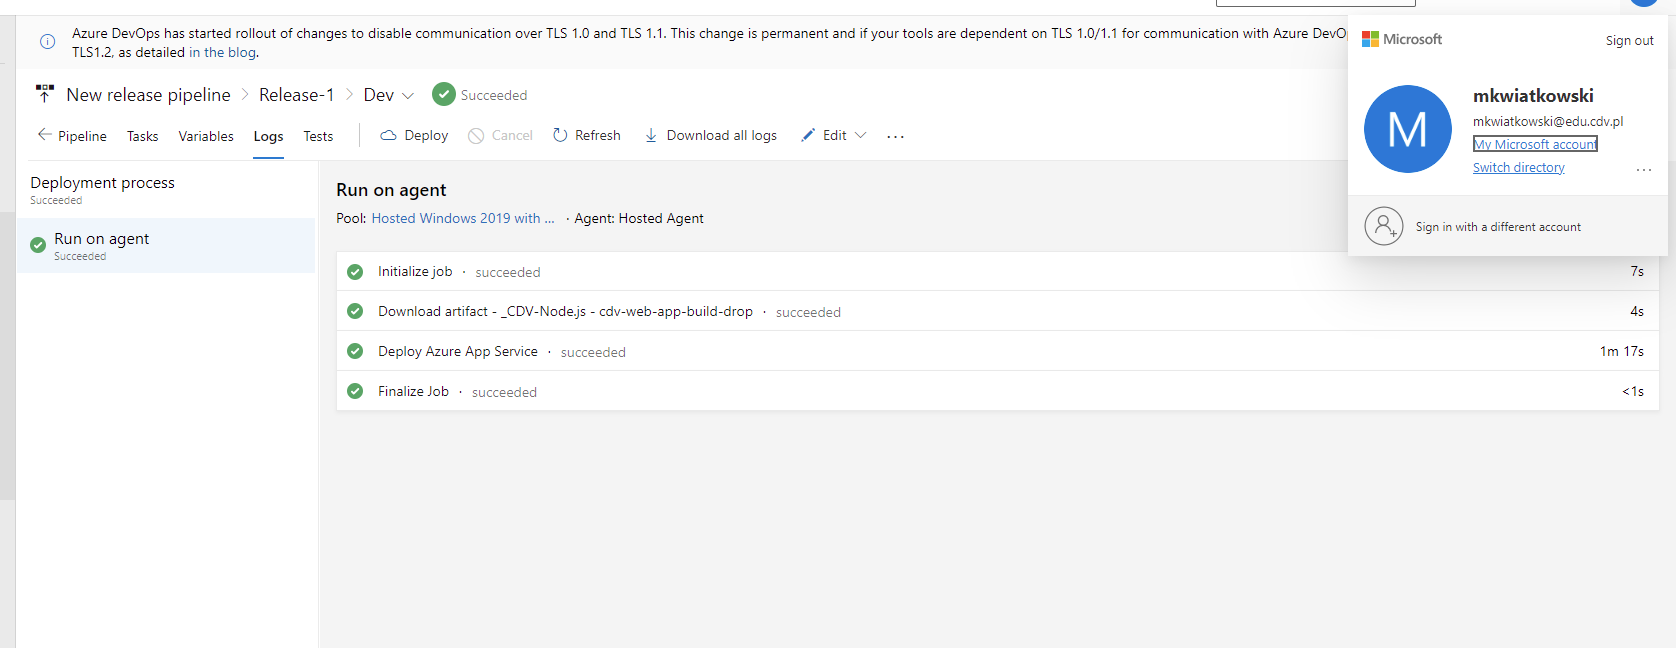 Azure DevOps has started rollout of changes to disable communication over TLS 1.0 and TLS 1.1. This change is permanent and if your tools are dependent on TLS 1.0/1.1 for communication with Azure DevO
TLS1.2, as detailed in the blog.
Microsoft
Sign out
mkwiatkowski
mkwiatkowski@edu.cdv.pl
My Microsoft account
Switch directory
...
Sign in with a different account
New release pipeline > Release-1 > Dev Succeeded
Pipeline Tasks Variables Logs Tests Deploy Cancel Refresh Download all logs Edit ...
Deployment process
Succeeded
Run on agent
Succeeded
Run on agent
Pool: Hosted Windows 2019 with ... · Agent: Hosted Agent
Initialize job · succeeded 7s
Download artifact - _CDV-Node.js - cdv-web-app-build-drop · succeeded 4s
Deploy Azure App Service · succeeded 1m 17s
Finalize Job · succeeded <1s
M